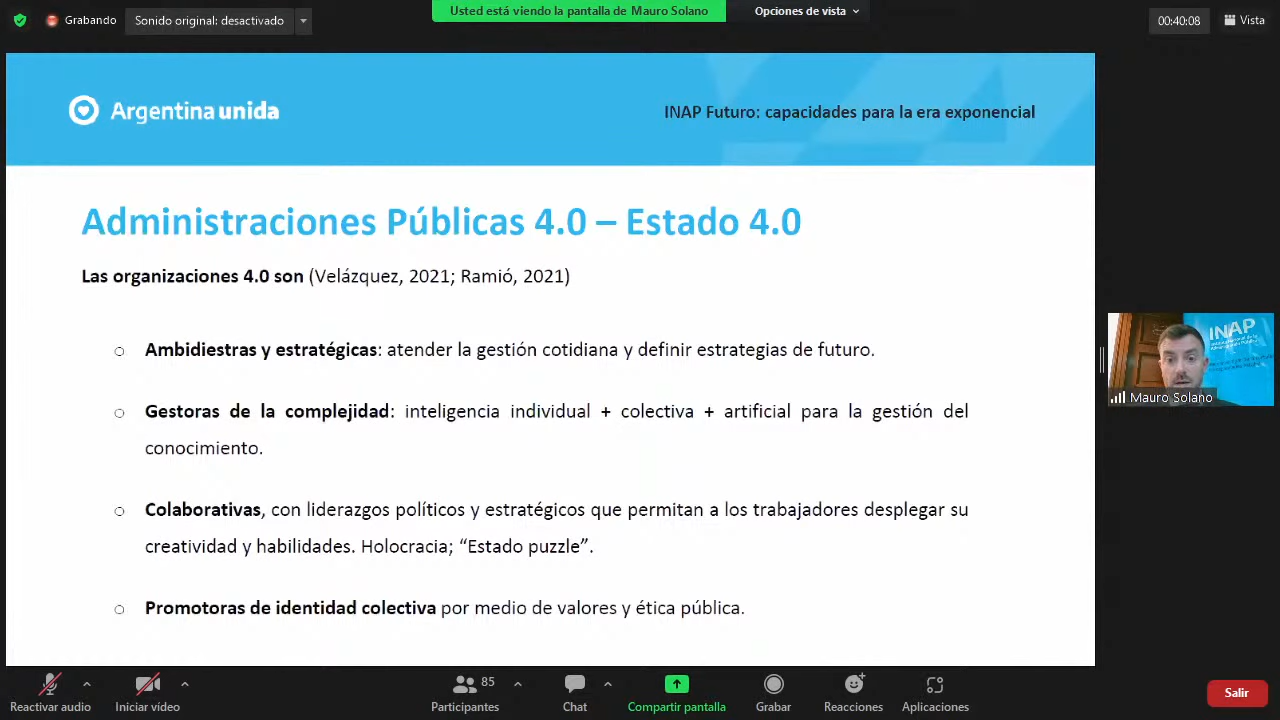 Grabando
Sonido original: desactivado
Usted está viendo la pantalla de Mauro Solano
Opciones de vista
00:40:08
Vista
Argentina unida
INAP Futuro: capacidades para la era exponencial
Administraciones Públicas 4.0 – Estado 4.0
Las organizaciones 4.0 son (Velázquez, 2021; Ramió, 2021)
Ambidiestras y estratégicas: atender la gestión cotidiana y definir estrategias de futuro.
Gestoras de la complejidad: inteligencia individual + colectiva + artificial para la gestión del
conocimiento.
Colaborativas, con liderazgos políticos y estratégicos que permitan a los trabajadores desplegar su
creatividad y habilidades. Holocracia; “Estado puzzle”.
Promotoras de identidad colectiva por medio de valores y ética pública.
INAP
Mauro Solano
Reactivar audio
Iniciar vídeo
85
Participantes
Chat
Compartir pantalla
Grabar
Reacciones
Aplicaciones
Salir